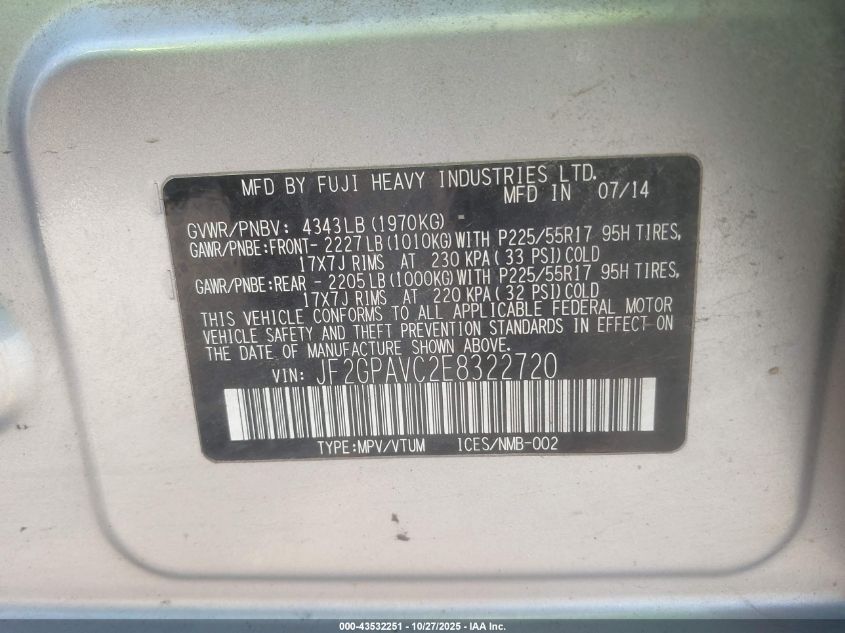 MFD BY FUJI HEAVY INDUSTRIES LTD.
MFD IN 07/14
GVWR/PNBV: 4343LB (1970KG) -
GAWR/PNBE:FRONT- 2227LB (1010KG) WITH P225/55R17 95H TIRES,
17X7J RIMS AT 230 KPA (33 PSI) COLD
GAWR/PNBE:REAR - 2205LB (1000KG) WITH P225/55R17 95H TIRES,
17X7J RIMS AT 220 KPA (32 PSI) COLD
THIS VEHICLE CONFORMS TO ALL APPLICABLE FEDERAL MOTOR
VEHICLE SAFETY AND THEFT PREVENTION STANDARDS IN EFFECT ON
THE DATE OF MANUFACTURE SHOWN ABOVE.
VIN: JF2GPAVC2E8322720
TYPE:MPV/VTUM ICES/NMB-002
000-43532251 - 10/27/2025 - IAA Inc.